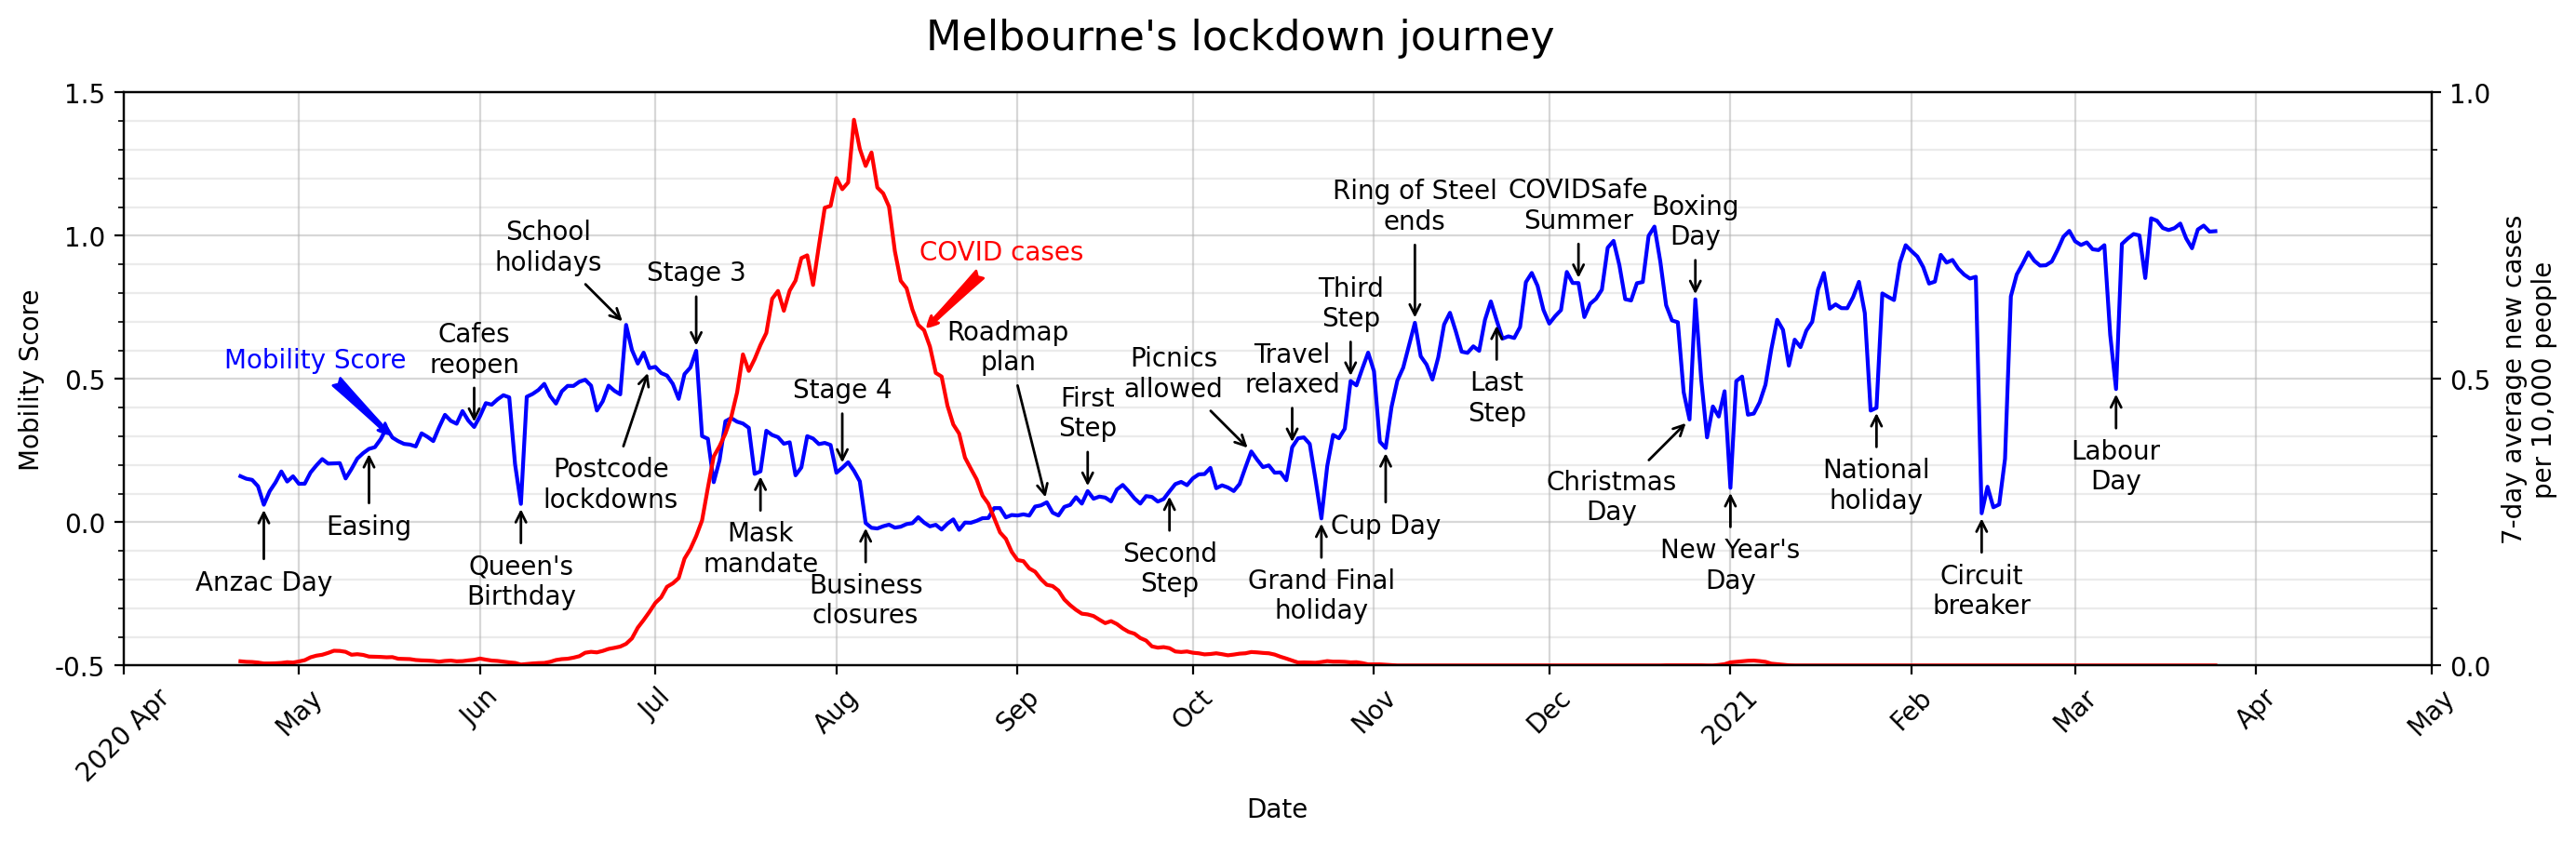 Melbourne's lockdown journey
1.5
1.0
0.5
0.0
-0.5
Mobility Score
1.0
0.5
0.0
7-day average new cases
per 10,000 people
Mobility Score
COVID cases
Anzac Day
Easing
Cafes
reopen
Queen's
Birthday
School
holidays
Postcode
lockdowns
Stage 3
Mask
mandate
Stage 4
Business
closures
Roadmap
plan
First
Step
Second
Step
Picnics
allowed
Travel
relaxed
Grand Final
holiday
Third
Step
Cup Day
Ring of Steel
ends
Last
Step
COVIDSafe
Summer
Christmas
Day
Boxing
Day
New Year's
Day
National
holiday
Circuit
breaker
Labour
Day
2020 Apr
May
Jun
Jul
Aug
Sep
Oct
Nov
Dec
2021
Feb
Mar
Apr
May
Date